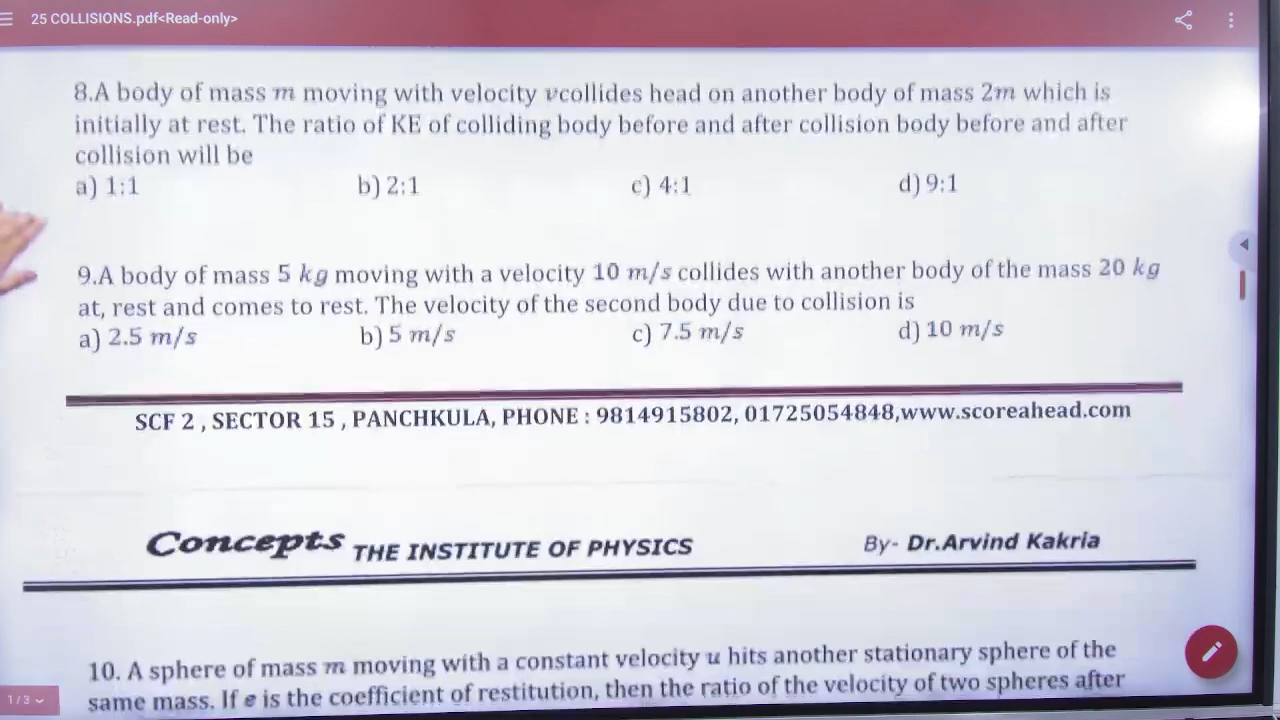 25 COLLISIONS.pdf<Read-only>
8.A body of mass m moving with velocity vcollides head on another body of mass 2m which is
initially at rest. The ratio of KE of colliding body before and after collision body before and after
collision will be
a) 1:1 b) 2:1 c) 4:1 d) 9:1
9.A body of mass 5 kg moving with a velocity 10 m/s collides with another body of the mass 20 kg
at, rest and comes to rest. The velocity of the second body due to collision is
a) 2.5 m/s b) 5 m/s c) 7.5 m/s d) 10 m/s
SCF 2 , SECTOR 15 , PANCHKULA, PHONE : 9814915802, 01725054848,www.scoreahead.com
Concepts THE INSTITUTE OF PHYSICS By- Dr.Arvind Kakria
10. A sphere of mass m moving with a constant velocity u hits another stationary sphere of the
same mass. If e is the coefficient of restitution, then the ratio of the velocity of two spheres after
1/3